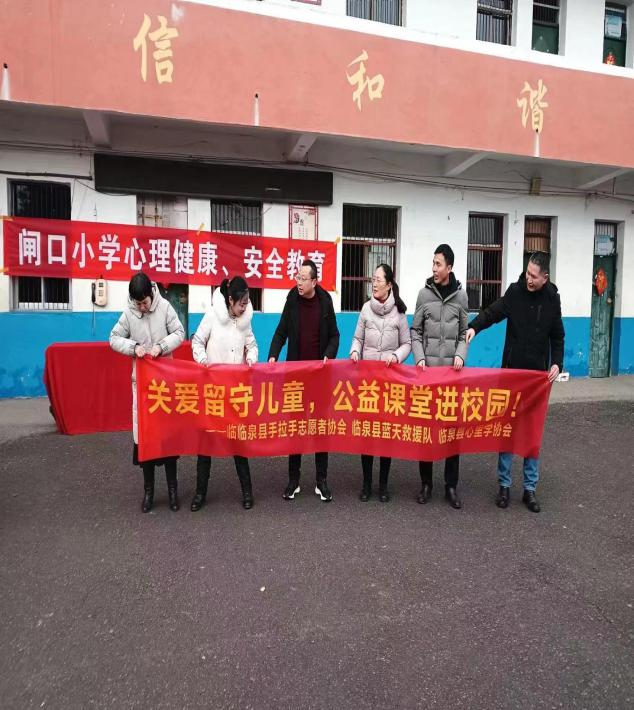 信和谐
闸口小学心理健康、安全教育
关爱留守儿童，公益课堂进校园！
——临临泉县手拉手志愿者协会 临泉县蓝天救援队 临泉县心里学协会